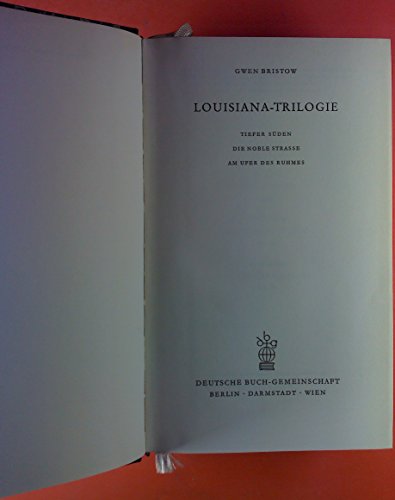 GWEN BRISTOW
LOUISIANA-TRILOGIE
TIEFER SÜDEN
DIE NOBLE STRASSE
AM UFER DES RUHMES
dbg
DEUTSCHE BUCH-GEMEINSCHAFT
BERLIN · DARMSTADT · WIEN